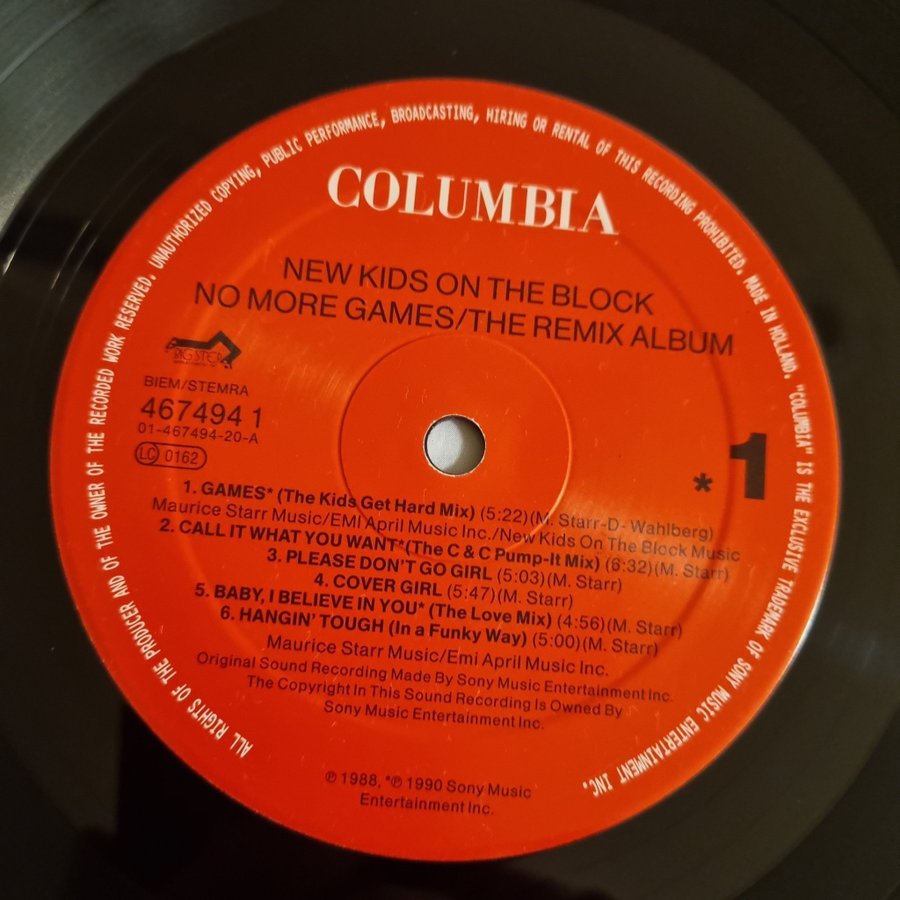 ALL RIGHTS OF THE PRODUCER AND OF THE OWNER OF THE RECORDED WORK RESERVED. UNAUTHORIZED COPYING, PUBLIC PERFORMANCE, BROADCASTING, HIRING OR RENTAL OF THIS RECORDING PROHIBITED. MADE IN HOLLAND. "COLUMBIA" IS THE EXCLUSIVE TRADEMARK OF SONY MUSIC ENTERTAINMENT INC.
COLUMBIA
NEW KIDS ON THE BLOCK
NO MORE GAMES/THE REMIX ALBUM
BIG STEP
BIEM/STEMRA
467494 1
01-467494-20-A
LC 0162
*1
1. GAMES* (The Kids Get Hard Mix) (5:22)(M. Starr-D-Wahlberg)
Maurice Starr Music/EMI April Music Inc./New Kids On The Block Music
2. CALL IT WHAT YOU WANT*(The C & C Pump-It Mix) (6:32)(M. Starr)
3. PLEASE DON'T GO GIRL (5:03)(M. Starr)
4. COVER GIRL (5:47)(M. Starr)
5. BABY, I BELIEVE IN YOU* (The Love Mix) (4:56)(M. Starr)
6. HANGIN' TOUGH (In a Funky Way) (5:00)(M. Starr)
Maurice Starr Music/Emi April Music Inc.
Original Sound Recording Made By Sony Music Entertainment Inc.
The Copyright In This Sound Recording Is Owned By
Sony Music Entertainment Inc.
℗ 1988, *℗ 1990 Sony Music
Entertainment Inc.